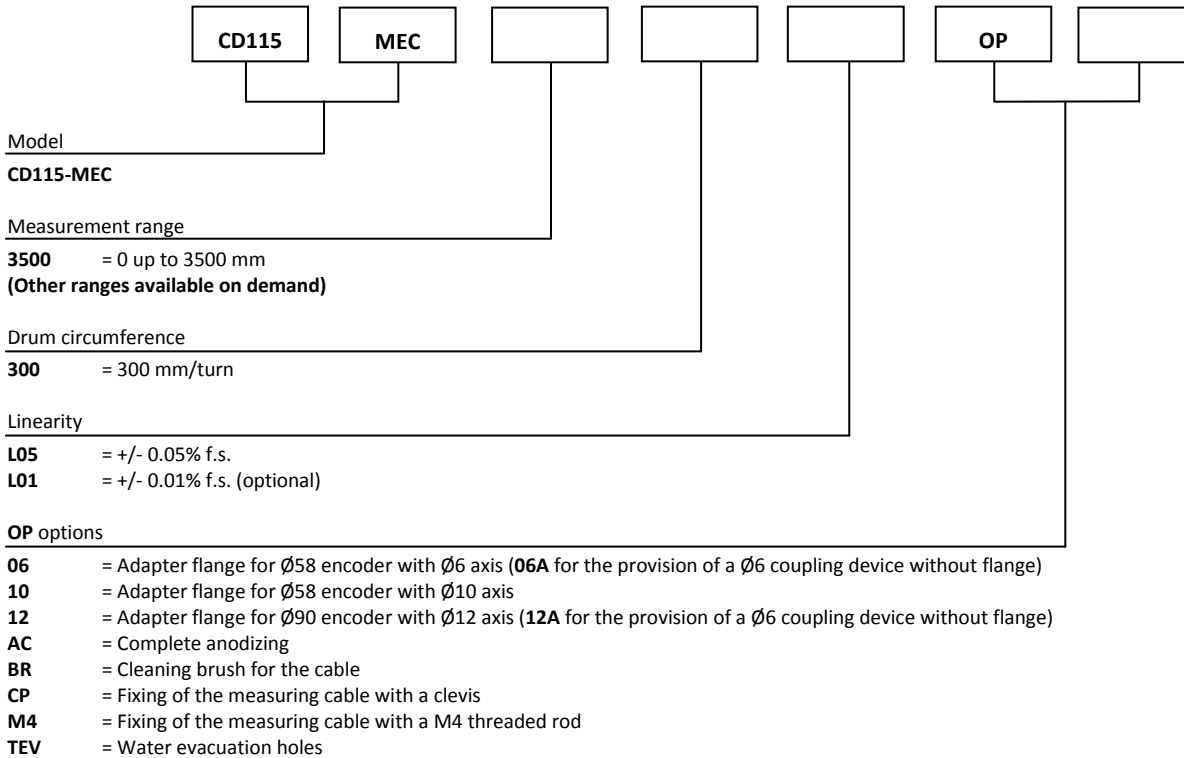 CD115 MEC OP
Model
CD115-MEC
Measurement range
3500 = 0 up to 3500 mm
(Other ranges available on demand)
Drum circumference
300 = 300 mm/turn
Linearity
L05 = +/- 0.05% f.s.
L01 = +/- 0.01% f.s. (optional)
OP options
06 = Adapter flange for Ø58 encoder with Ø6 axis (06A for the provision of a Ø6 coupling device without flange)
10 = Adapter flange for Ø58 encoder with Ø10 axis
12 = Adapter flange for Ø90 encoder with Ø12 axis (12A for the provision of a Ø6 coupling device without flange)
AC = Complete anodizing
BR = Cleaning brush for the cable
CP = Fixing of the measuring cable with a clevis
M4 = Fixing of the measuring cable with a M4 threaded rod
TEV = Water evacuation holes